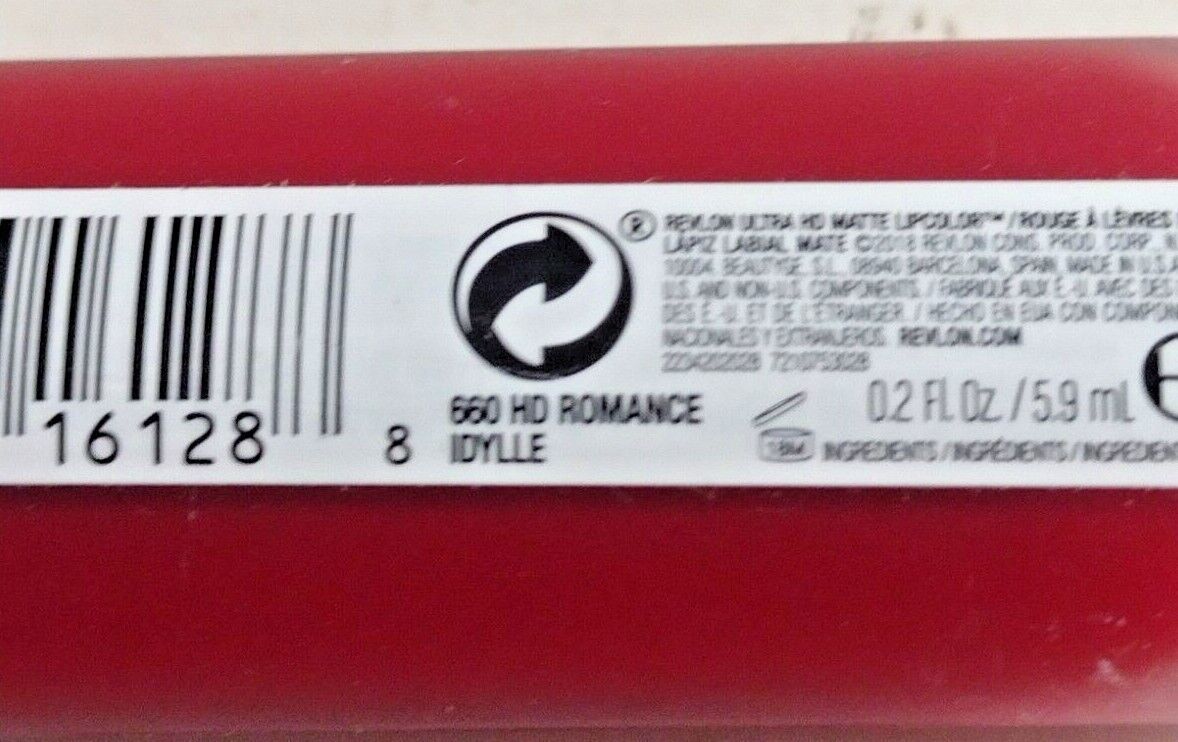 16128 8
660 HD ROMANCE
IDYLLE
® REVLON ULTRA HD MATTE LIPCOLOR™ / ROUGE À LÈVRES
LÁPIZ LABIAL MATE ©2018 REVLON CONS. PROD. CORP., N
10004. BEAUTYGE, S.L., 08940 BARCELONA, SPAIN, MADE IN U.S.A
U.S. AND NON-U.S. COMPONENTS. / FABRIQUÉ AUX É.-U. AVEC DES
DES É.-U. ET DE L'ÉTRANGER. / HECHO EN EUA CON COMPON
NACIONALES Y EXTRANJEROS. REVLON.COM
0.2 Fl. Oz. / 5.9 mL
18M
INGREDIENTS / INGRÉDIENTS / INGREDIEN